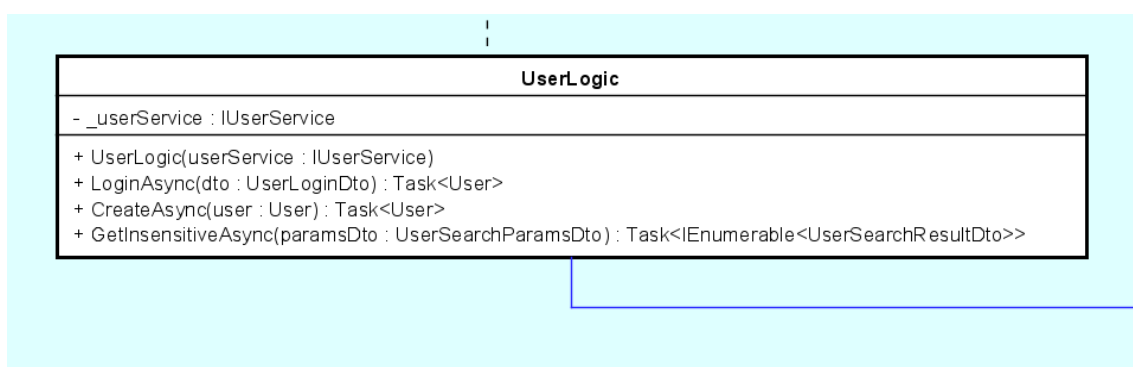 UserLogic
- _userService : IUserService
+ UserLogic(userService : IUserService)
+ LoginAsync(dto : UserLoginDto) : Task<User>
+ CreateAsync(user : User) : Task<User>
+ GetInsensitiveAsync(paramsDto : UserSearchParamsDto) : Task<IEnumerable<UserSearchResultDto>>